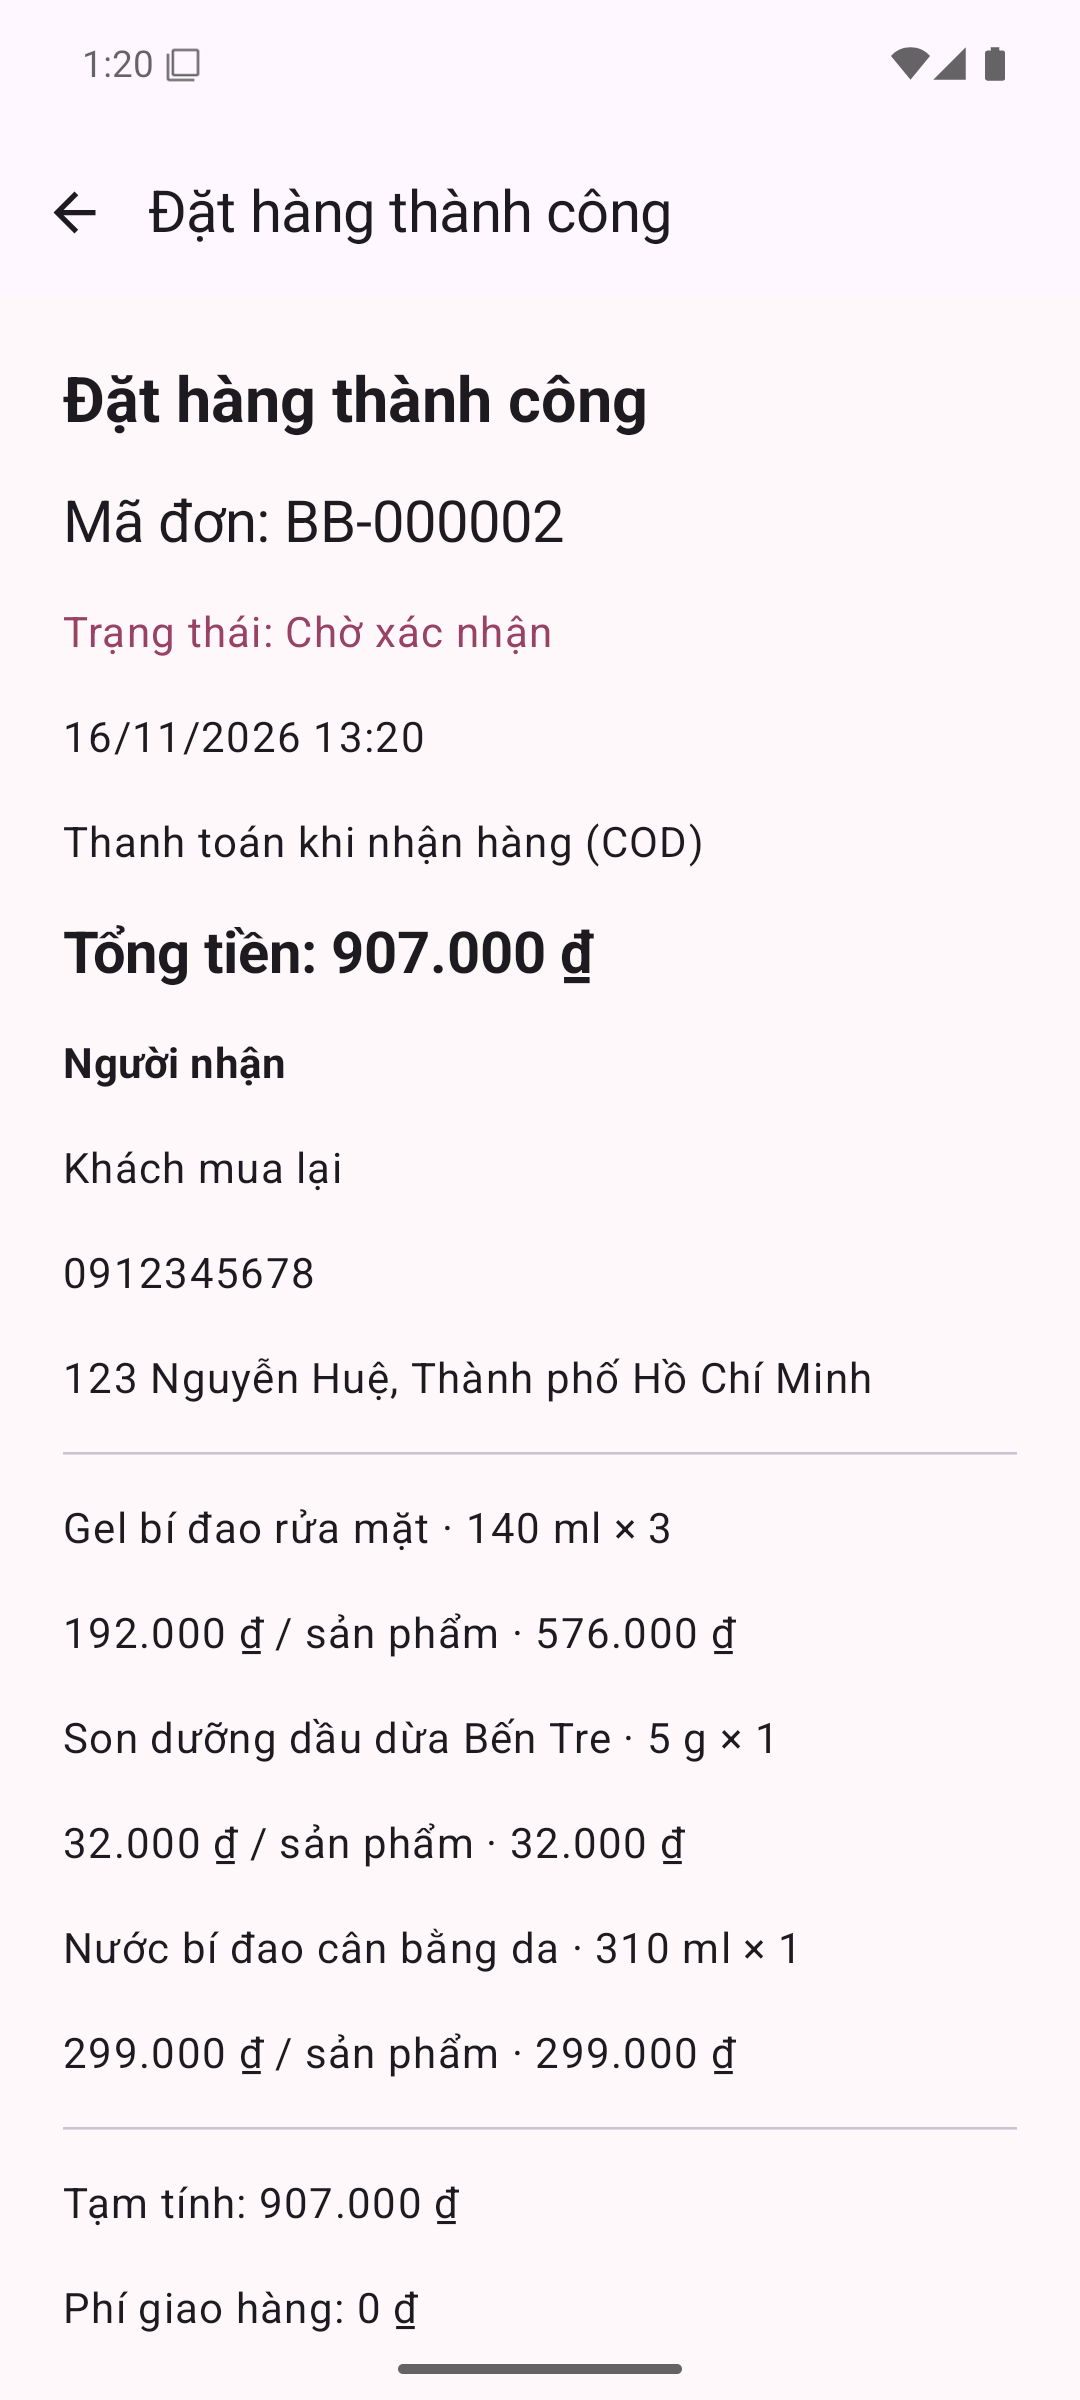 1:20
Đặt hàng thành công
Đặt hàng thành công
Mã đơn: BB-000002
Trạng thái: Chờ xác nhận
16/11/2026 13:20
Thanh toán khi nhận hàng (COD)
Tổng tiền: 907.000 ₫
Người nhận
Khách mua lại
0912345678
123 Nguyễn Huệ, Thành phố Hồ Chí Minh
Gel bí đao rửa mặt · 140 ml × 3
192.000 ₫ / sản phẩm · 576.000 ₫
Son dưỡng dầu dừa Bến Tre · 5 g × 1
32.000 ₫ / sản phẩm · 32.000 ₫
Nước bí đao cân bằng da · 310 ml × 1
299.000 ₫ / sản phẩm · 299.000 ₫
Tạm tính: 907.000 ₫
Phí giao hàng: 0 ₫